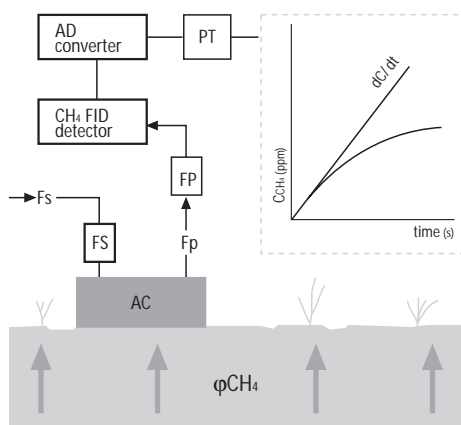 AD
converter
PT
CH₄ FID
detector
FP
Fs
FS
Fp
AC
φCH₄
dC/dt
CCH₄ (ppm)
time (s)